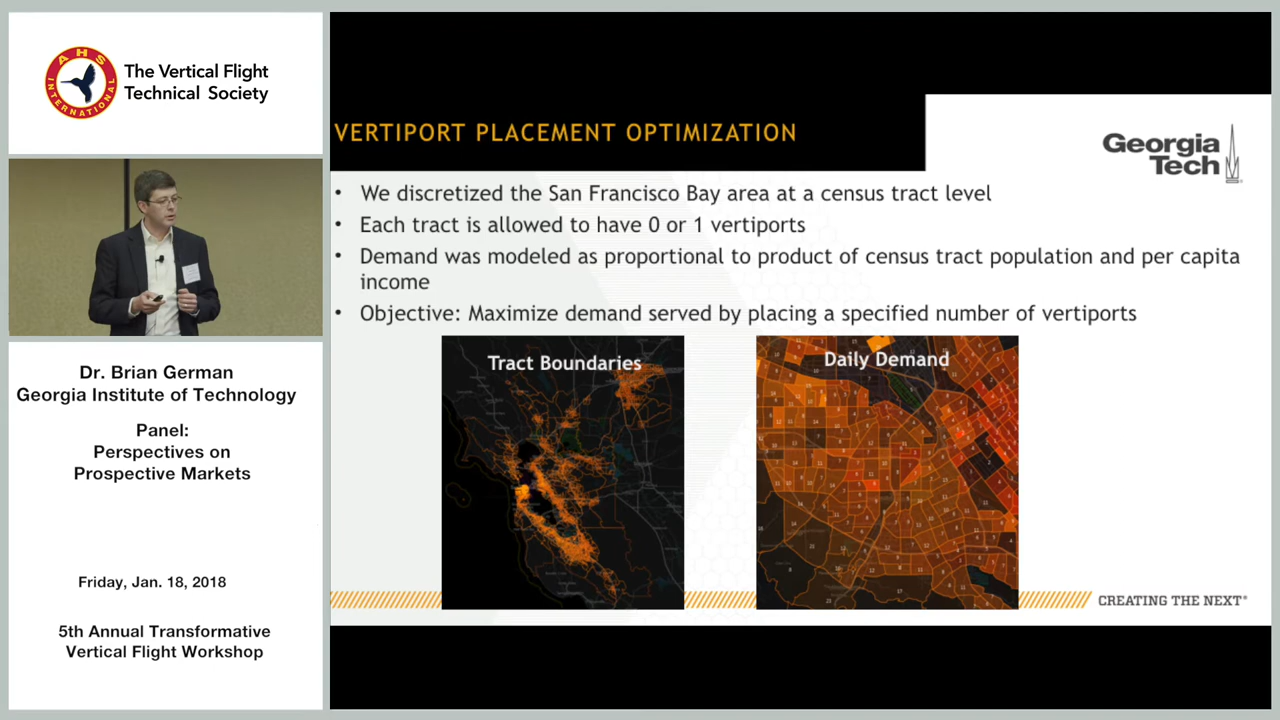 AHS INTERNATIONAL
The Vertical Flight
Technical Society
Dr. Brian German
Georgia Institute of Technology
Panel:
Perspectives on
Prospective Markets
Friday, Jan. 18, 2018
5th Annual Transformative
Vertical Flight Workshop
VERTIPORT PLACEMENT OPTIMIZATION
Georgia
Tech
• We discretized the San Francisco Bay area at a census tract level
• Each tract is allowed to have 0 or 1 vertiports
• Demand was modeled as proportional to product of census tract population and per capita
income
• Objective: Maximize demand served by placing a specified number of vertiports
Tract Boundaries
Daily Demand
CREATING THE NEXT®